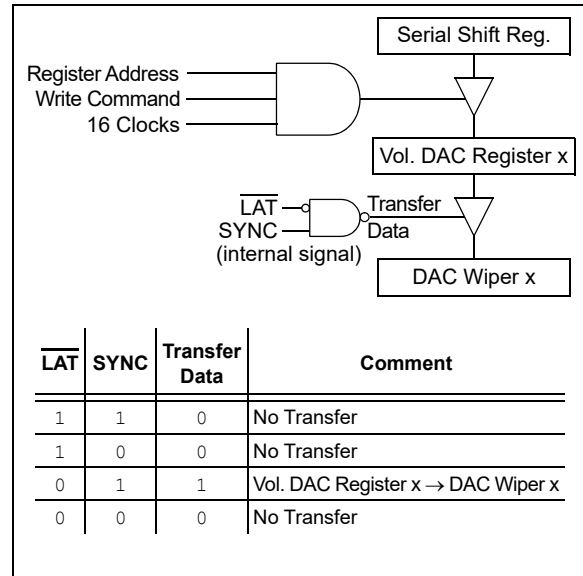 Serial Shift Reg.
Register Address
Write Command
16 Clocks
Vol. DAC Register x
LAT
SYNC
(internal signal)
Transfer
Data
DAC Wiper x
LAT SYNC Transfer Data Comment
1 1 0 No Transfer
1 0 0 No Transfer
0 1 1 Vol. DAC Register x → DAC Wiper x
0 0 0 No Transfer